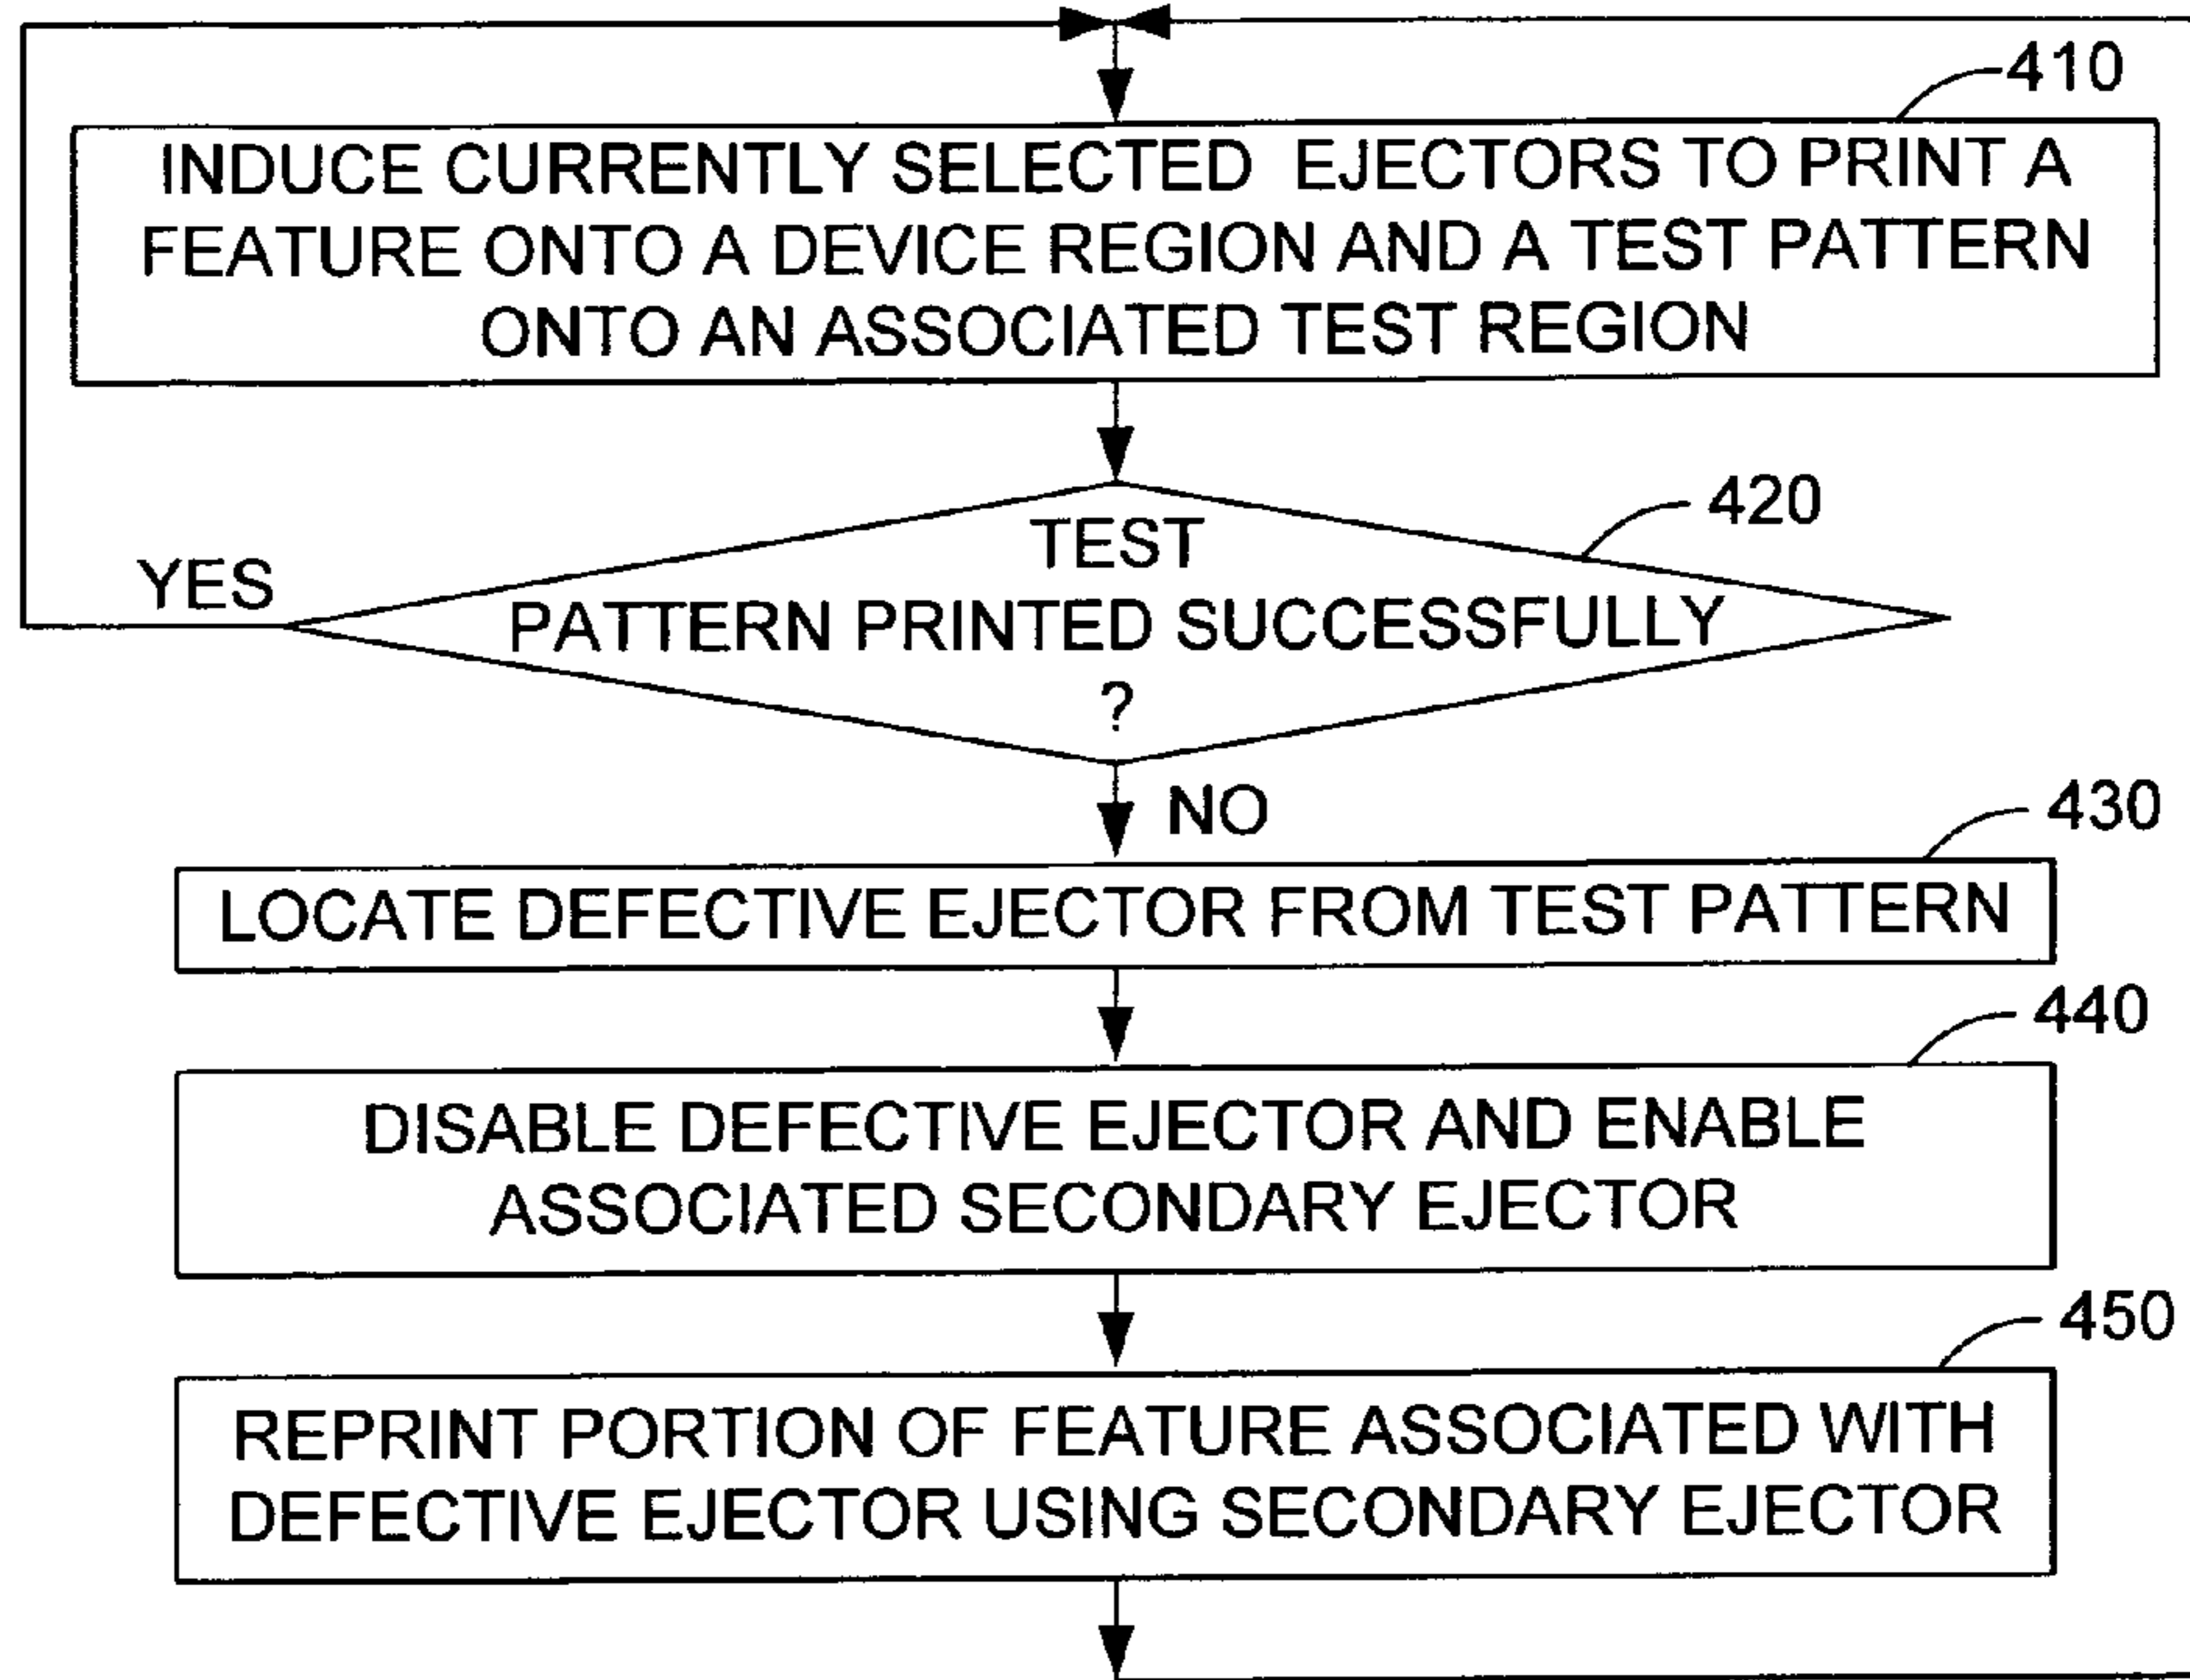 410
INDUCE CURRENTLY SELECTED EJECTORS TO PRINT A
FEATURE ONTO A DEVICE REGION AND A TEST PATTERN
ONTO AN ASSOCIATED TEST REGION
420
TEST
YES
PATTERN PRINTED SUCCESSFULLY
?
NO
430
LOCATE DEFECTIVE EJECTOR FROM TEST PATTERN
440
DISABLE DEFECTIVE EJECTOR AND ENABLE
ASSOCIATED SECONDARY EJECTOR
450
REPRINT PORTION OF FEATURE ASSOCIATED WITH
DEFECTIVE EJECTOR USING SECONDARY EJECTOR